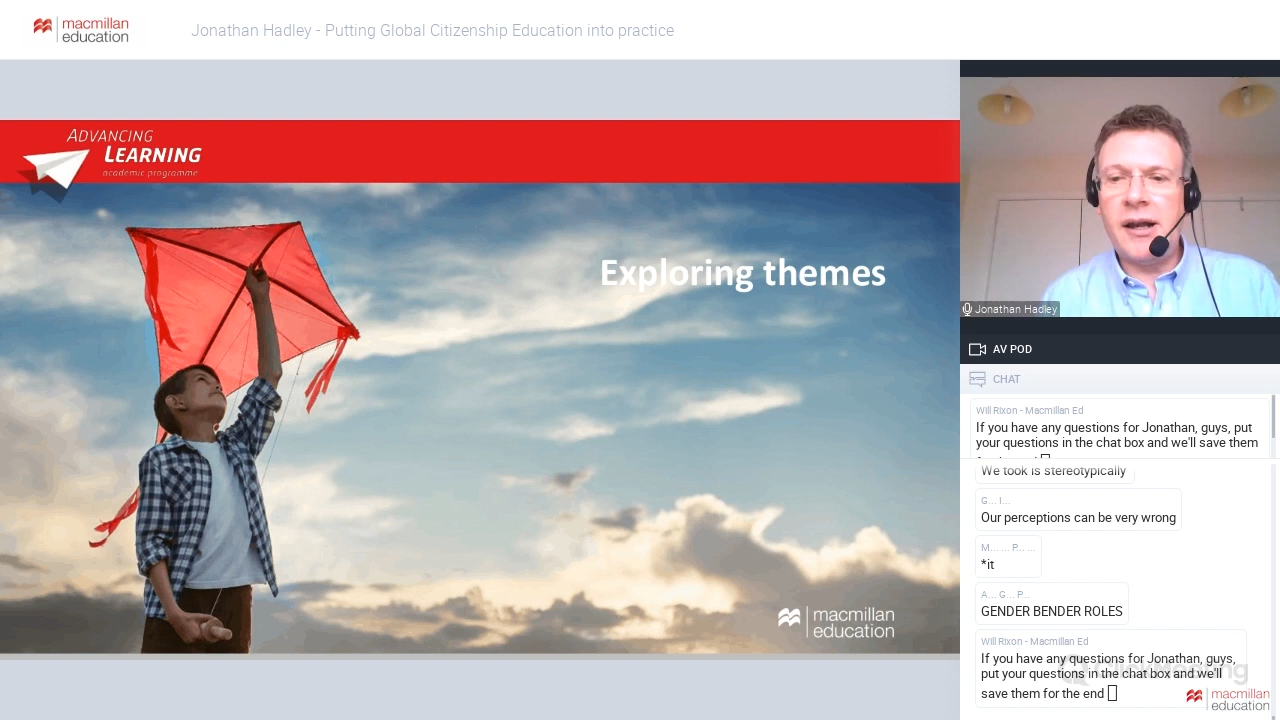 macmillan
education
Jonathan Hadley - Putting Global Citizenship Education into practice
ADVANCING
LEARNING
academic programme
Exploring themes
macmillan
education
Jonathan Hadley
AV POD
CHAT
Will Rixon - Macmillan Ed
If you have any questions for Jonathan, guys, put
your questions in the chat box and we'll save them
We took is stereotypically
G... I...
Our perceptions can be very wrong
M... ... P... ...
*it
A... G... P...
GENDER BENDER ROLES
Will Rixon - Macmillan Ed
If you have any questions for Jonathan, guys,
put your questions in the chat box and we'll
save them for the end
macmillan
education